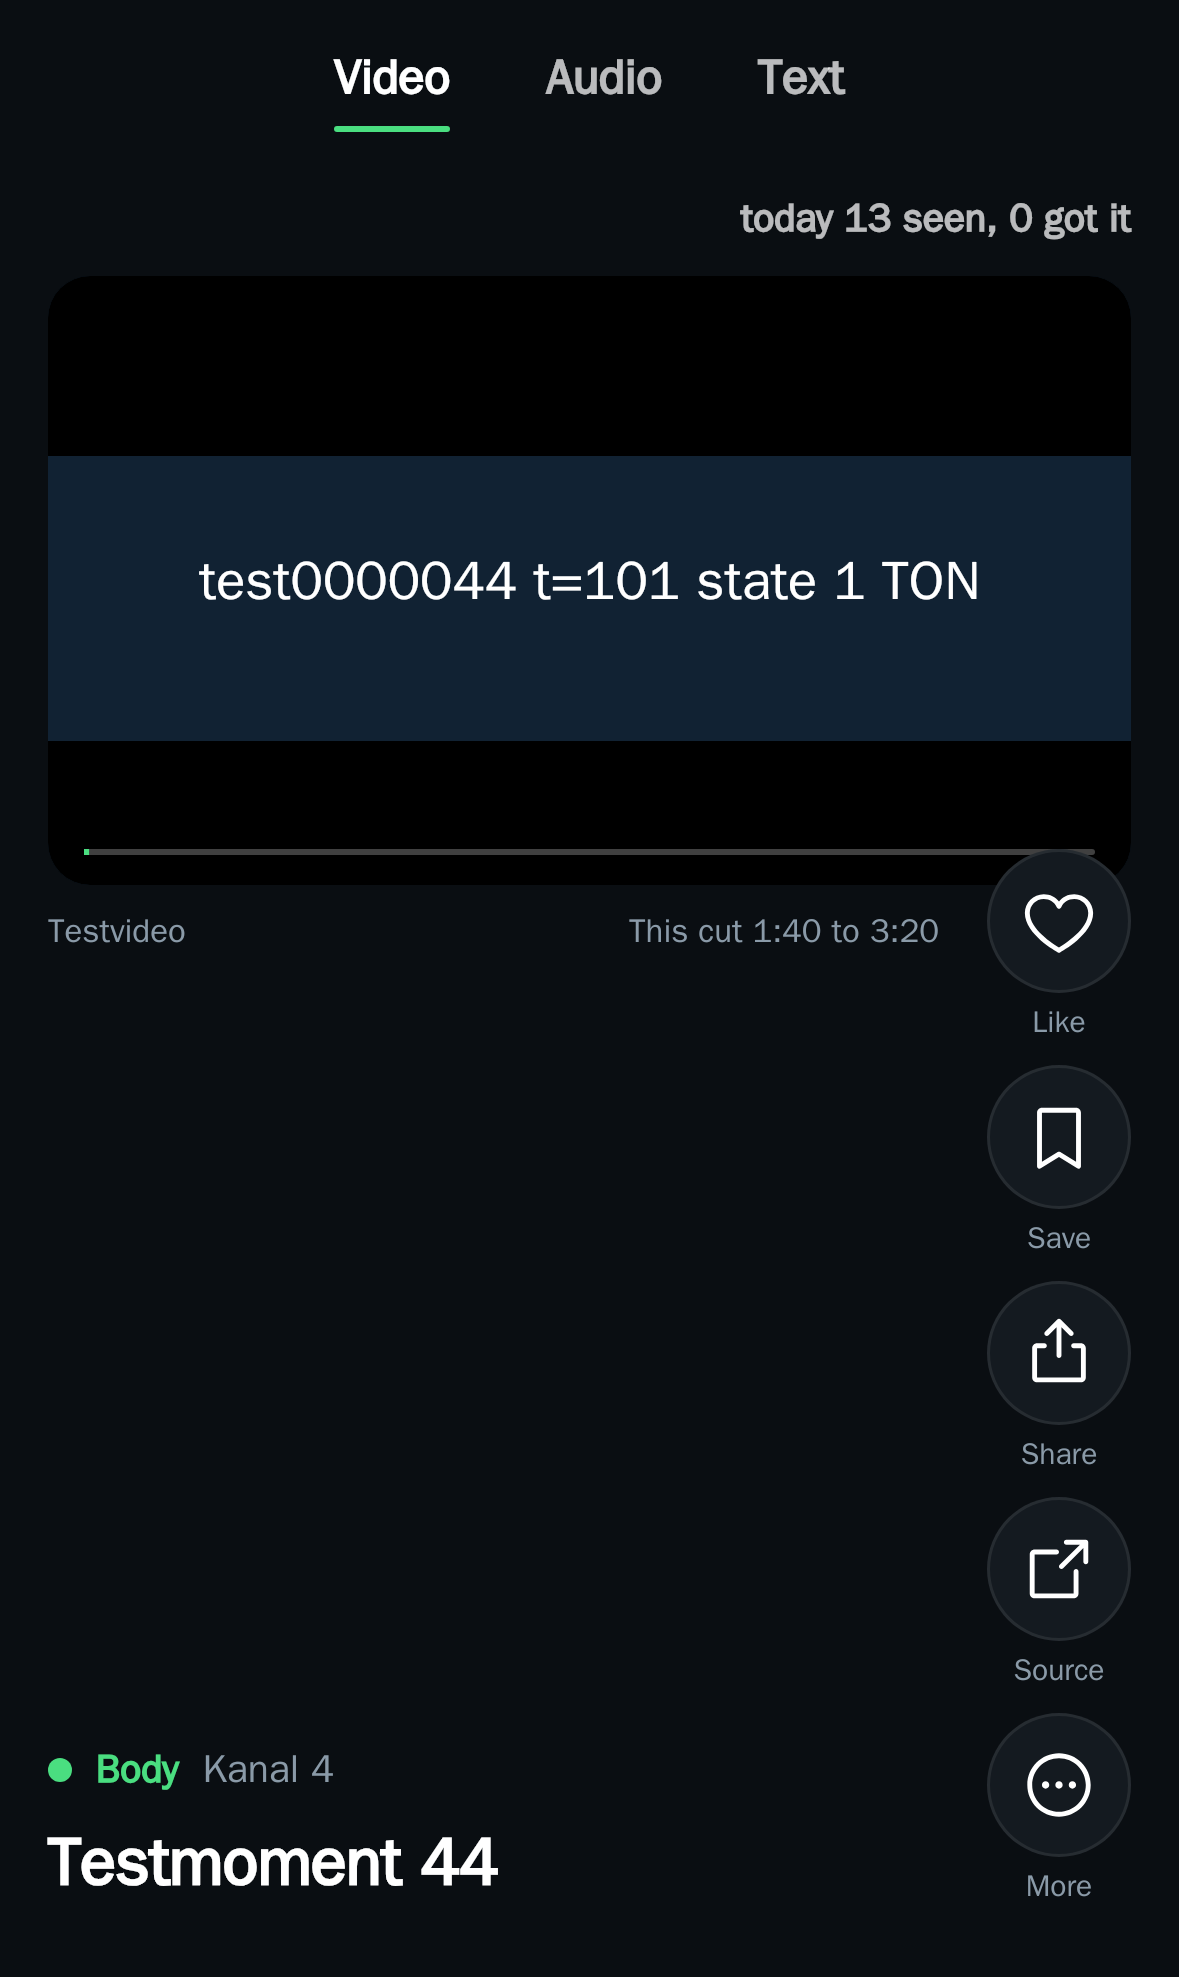 Video Audio Text
today 13 seen, 0 got it
test0000044 t=101 state 1 TON
Testvideo This cut 1:40 to 3:20
Like
Save
Share
Source
Body Kanal 4
Testmoment 44
More